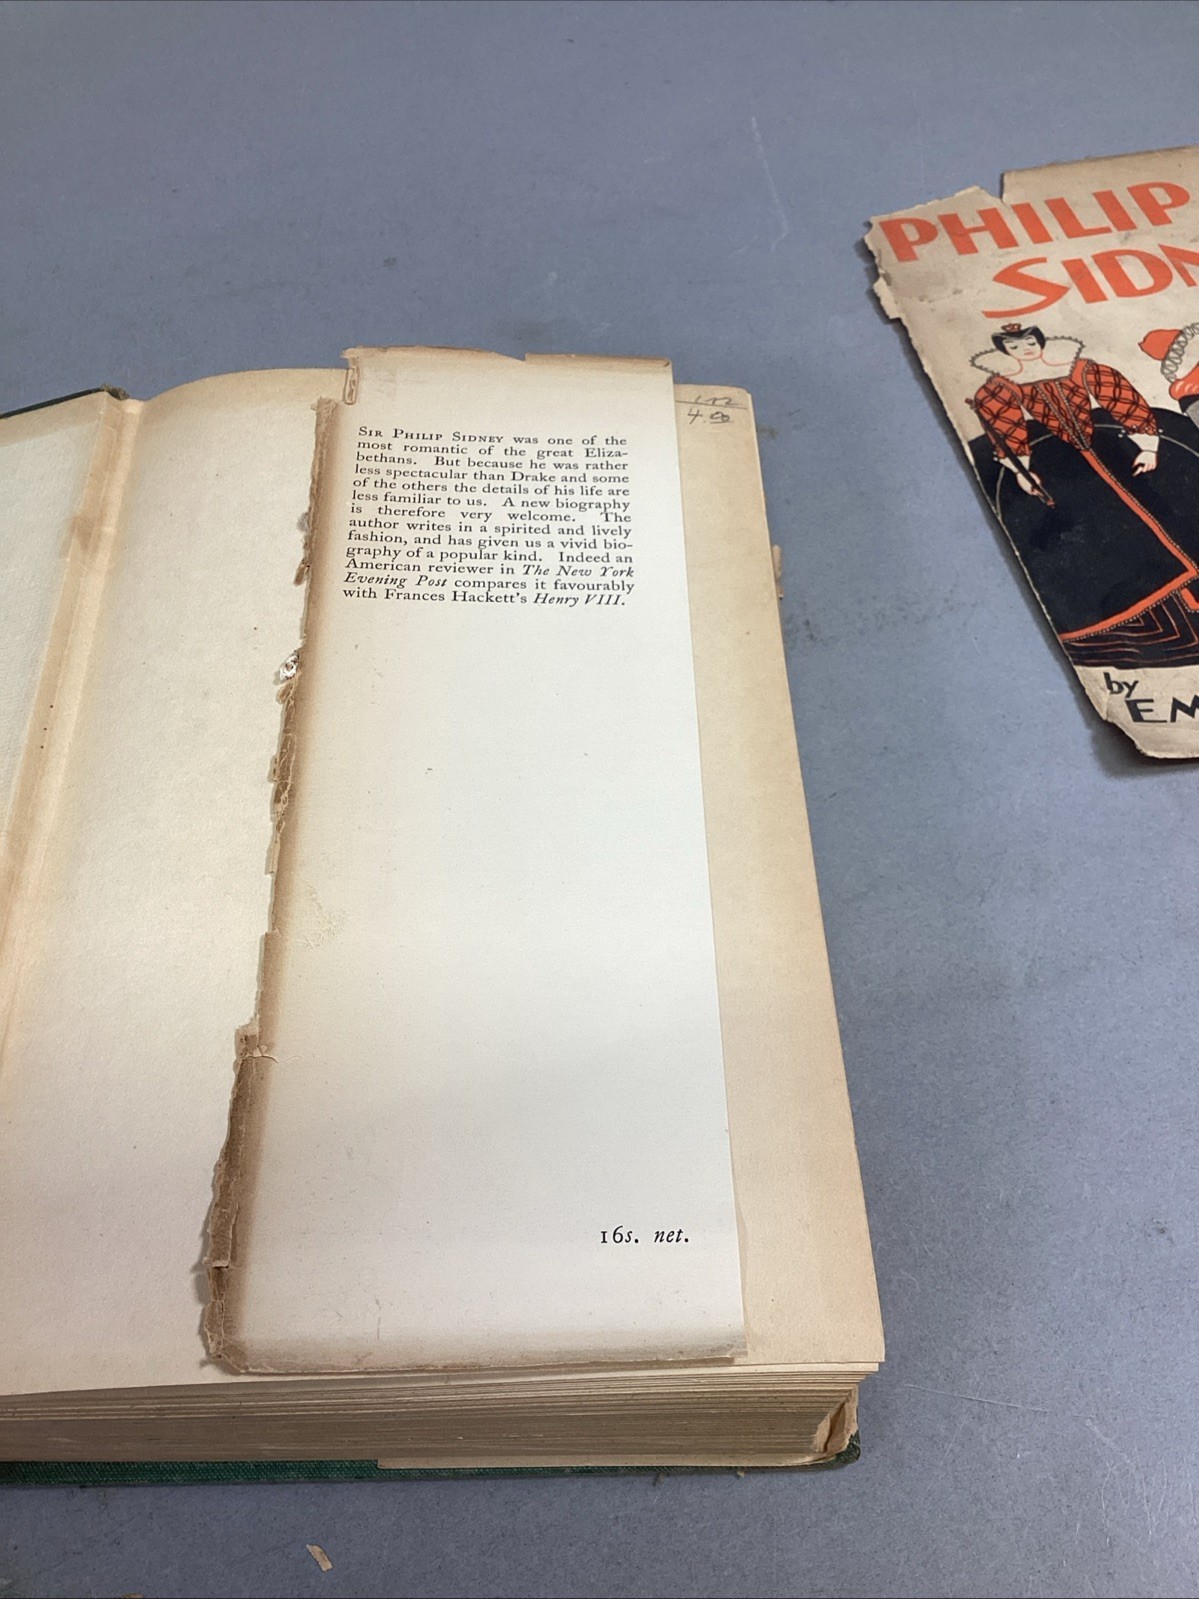 PHILIP
SIDN
by
EM
4.00
SIR PHILIP SIDNEY was one of the
most romantic of the great Eliza-
bethans. But because he was rather
less spectacular than Drake and some
of the others the details of his life are
less familiar to us. A new biography
is therefore very welcome. The
author writes in a spirited and lively
fashion, and has given us a vivid bio-
graphy of a popular kind. Indeed an
American reviewer in The New York
Evening Post compares it favourably
with Frances Hackett's Henry VIII.
16s. net.